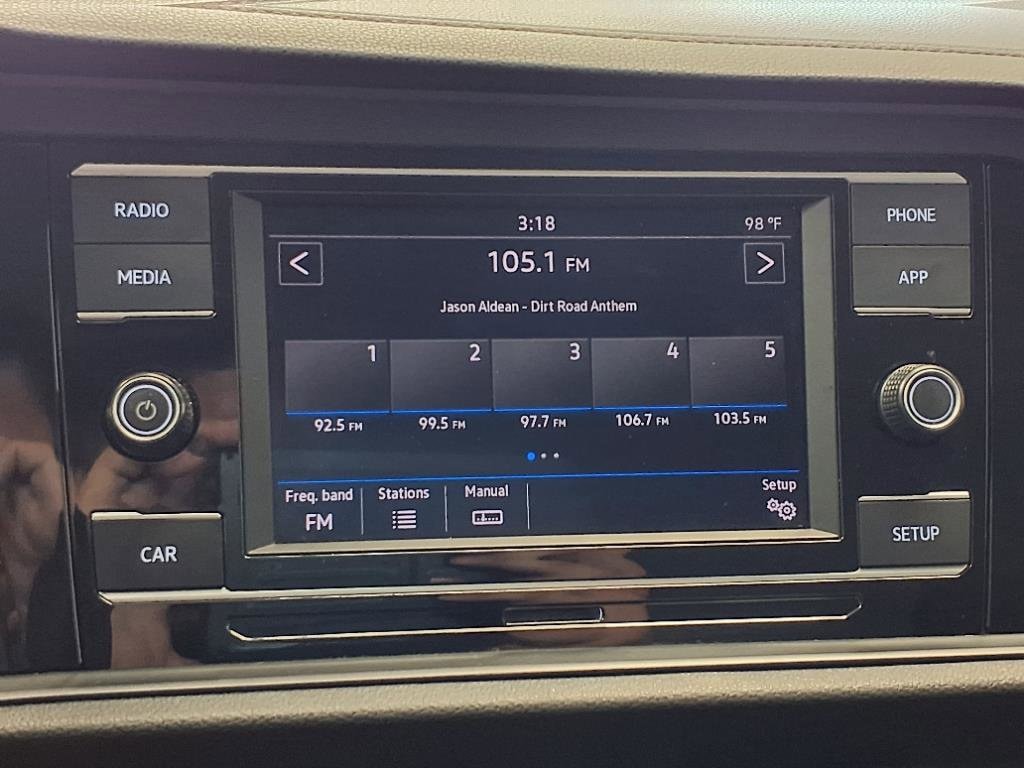 RADIO
MEDIA
CAR
3:18 98 °F
< 105.1 FM >
Jason Aldean - Dirt Road Anthem
1 2 3 4 5
92.5 FM 99.5 FM 97.7 FM 106.7 FM 103.5 FM
Freq. band Stations Manual Setup
FM
PHONE
APP
SETUP